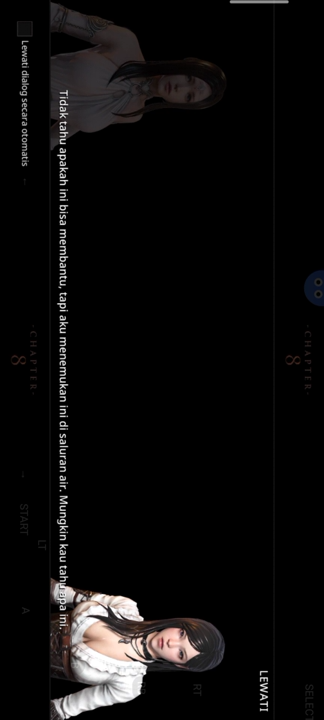 LEWATI
Tidak tahu apakah ini bisa membantu, tapi aku menemukan ini di saluran air. Mungkin kau tahu apa ini.
Lewati dialog secara otomatis
· CHAPTER ·
8
· CHAPTER ·
8
SELECT
START
LT
RT
A